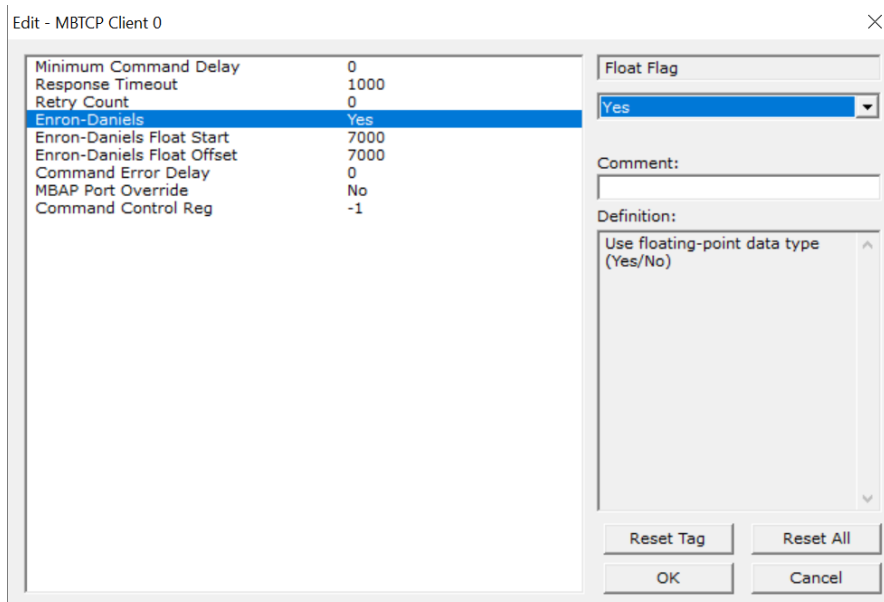 Edit - MBTCP Client 0
Minimum Command Delay 0
Response Timeout 1000
Retry Count 0
Enron-Daniels Yes
Enron-Daniels Float Start 7000
Enron-Daniels Float Offset 7000
Command Error Delay 0
MBAP Port Override No
Command Control Reg -1
Float Flag
Yes
Comment:
Definition:
Use floating-point data type
(Yes/No)
Reset Tag Reset All
OK Cancel